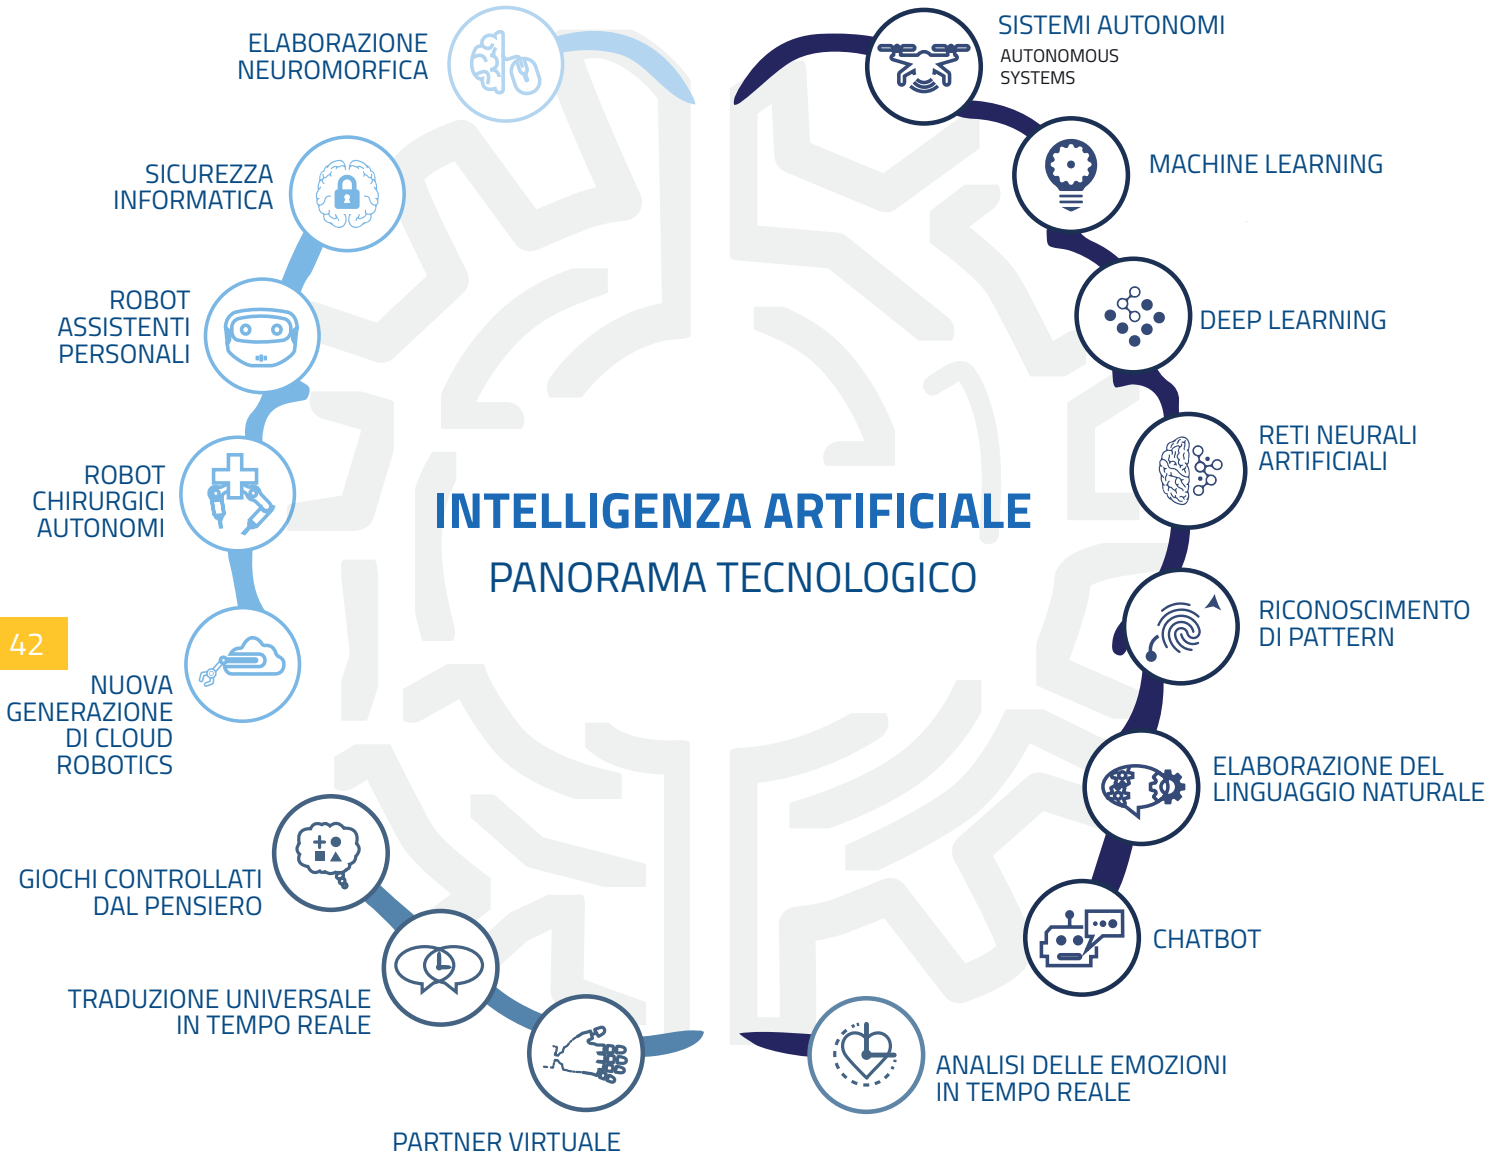 ELABORAZIONE
NEUROMORFICA
SISTEMI AUTONOMI
AUTONOMOUS
SYSTEMS
SICUREZZA
INFORMATICA
MACHINE LEARNING
ROBOT
ASSISTENTI
PERSONALI
DEEP LEARNING
ROBOT
CHIRURGICI
AUTONOMI
RETI NEURALI
ARTIFICIALI
INTELLIGENZA ARTIFICIALE
PANORAMA TECNOLOGICO
42
RICONOSCIMENTO
DI PATTERN
NUOVA
GENERAZIONE
DI CLOUD
ROBOTICS
ELABORAZIONE DEL
LINGUAGGIO NATURALE
GIOCHI CONTROLLATI
DAL PENSIERO
CHATBOT
TRADUZIONE UNIVERSALE
IN TEMPO REALE
ANALISI DELLE EMOZIONI
IN TEMPO REALE
PARTNER VIRTUALE